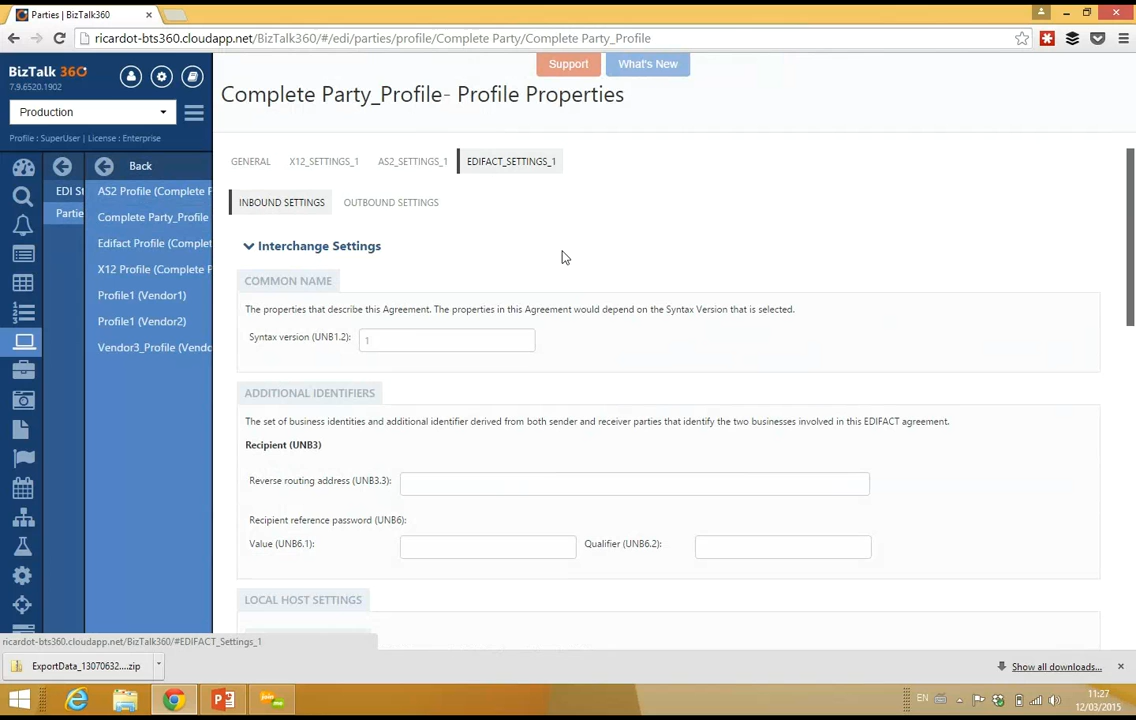 Parties | BizTalk360
ricardot-bts360.cloudapp.net/BizTalk360/#/edi/parties/profile/Complete Party/Complete Party_Profile
BizTalk 360
7.9.6520.1902
Support
What's New
Production
Complete Party_Profile- Profile Properties
Profile : SuperUser | License : Enterprise
Back
EDI St
Partie
AS2 Profile (Complete P
Complete Party_Profile
Edifact Profile (Complet
X12 Profile (Complete P
Profile1 (Vendor1)
Profile1 (Vendor2)
Vendor3_Profile (Vendo
GENERAL
X12_SETTINGS_1
AS2_SETTINGS_1
EDIFACT_SETTINGS_1
INBOUND SETTINGS
OUTBOUND SETTINGS
Interchange Settings
COMMON NAME
The properties that describe this Agreement. The properties in this Agreement would depend on the Syntax Version that is selected.
Syntax version (UNB1.2):
1
ADDITIONAL IDENTIFIERS
The set of business identities and additional identifier derived from both sender and receiver parties that identify the two businesses involved in this EDIFACT agreement.
Recipient (UNB3)
Reverse routing address (UNB3.3):
Recipient reference password (UNB6):
Value (UNB6.1):
Qualifier (UNB6.2):
LOCAL HOST SETTINGS
ricardot-bts360.cloudapp.net/BizTalk360/#EDIFACT_Settings_1
ExportData_13070632....zip
Show all downloads...
EN
11:27
12/03/2015